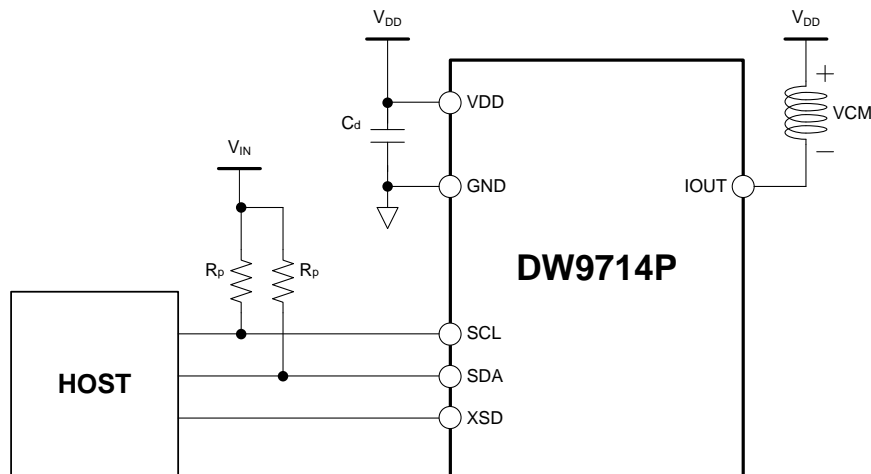 VDD
VDD
+
VDD
Cd
VCM
VIN
−
GND
IOUT
DW9714P
Rp
Rp
SCL
HOST
SDA
XSD